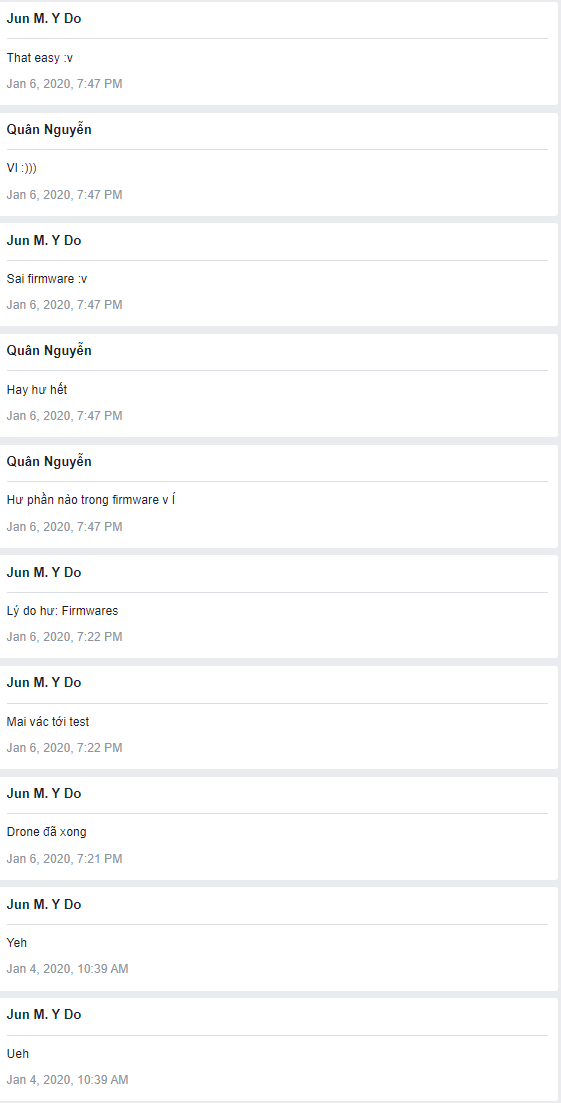 Jun M. Y Do
That easy :v
Jan 6, 2020, 7:47 PM
Quân Nguyễn
Vl :)))
Jan 6, 2020, 7:47 PM
Jun M. Y Do
Sai firmware :v
Jan 6, 2020, 7:47 PM
Quân Nguyễn
Hay hư hết
Jan 6, 2020, 7:47 PM
Quân Nguyễn
Hư phần nào trong firmware v Í
Jan 6, 2020, 7:47 PM
Jun M. Y Do
Lý do hư: Firmwares
Jan 6, 2020, 7:22 PM
Jun M. Y Do
Mai vác tới test
Jan 6, 2020, 7:22 PM
Jun M. Y Do
Drone đã xong
Jan 6, 2020, 7:21 PM
Jun M. Y Do
Yeh
Jan 4, 2020, 10:39 AM
Jun M. Y Do
Ueh
Jan 4, 2020, 10:39 AM